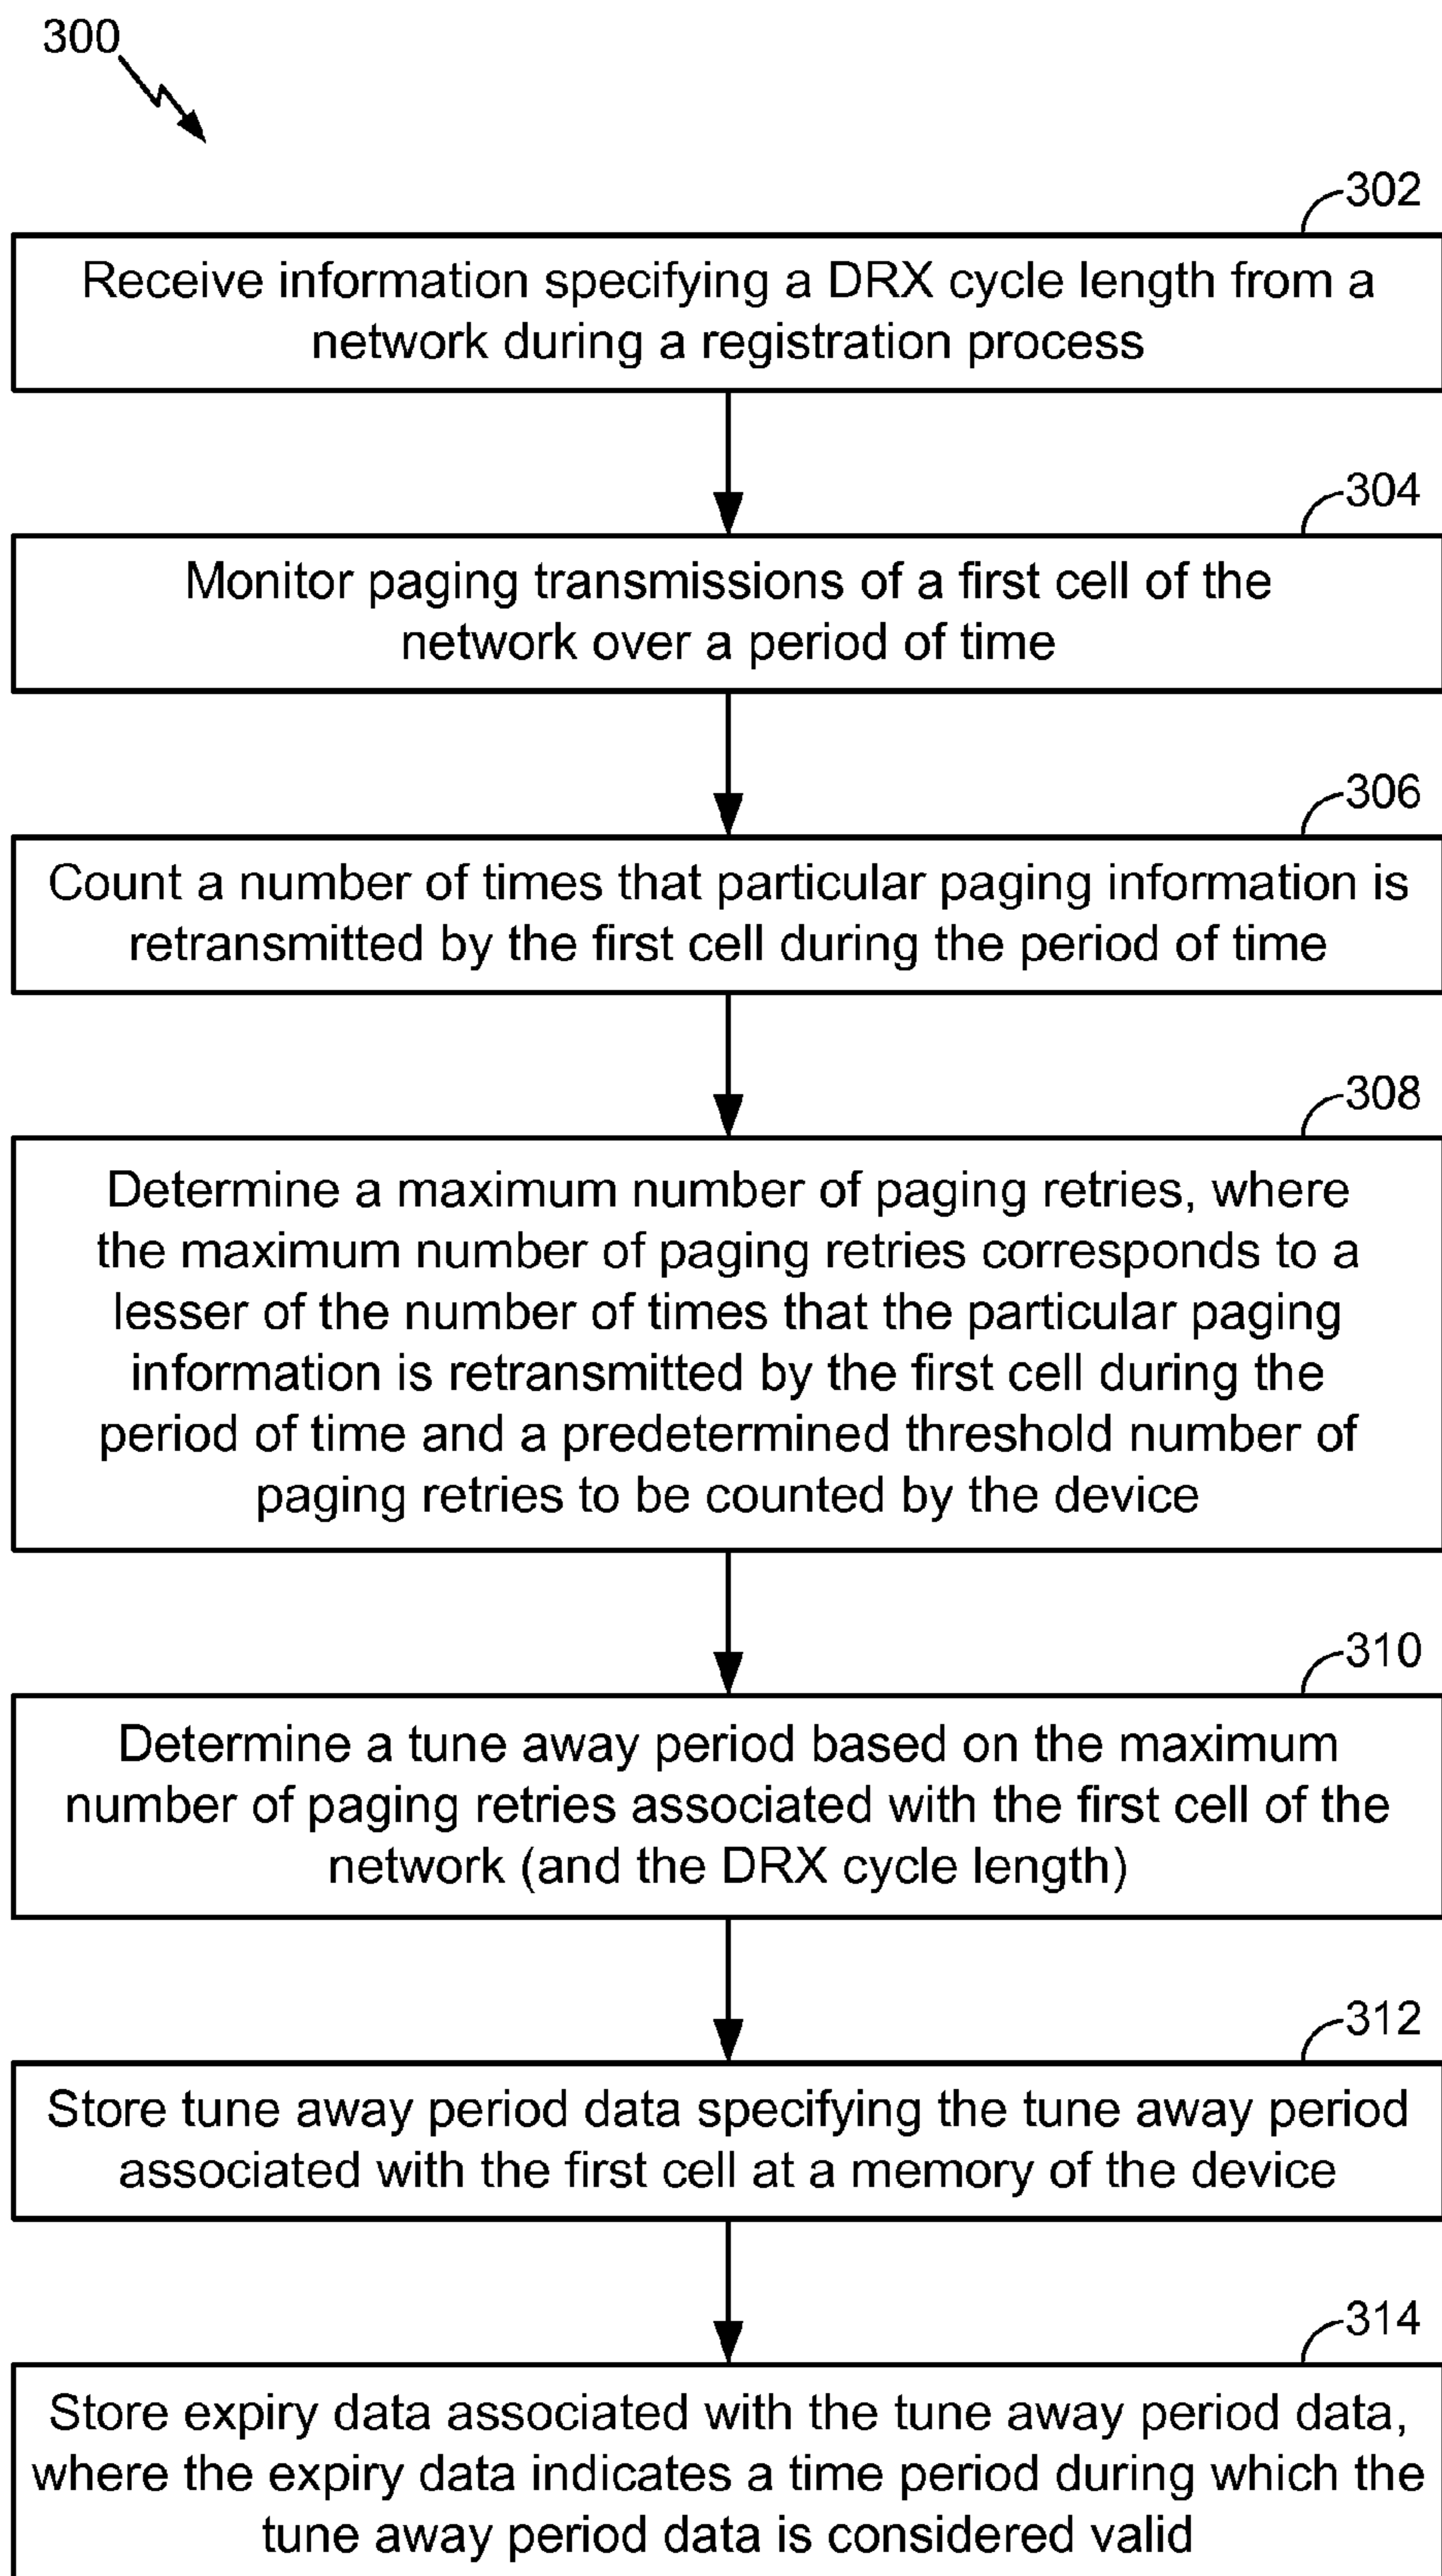 300
302
Receive information specifying a DRX cycle length from a
network during a registration process
304
Monitor paging transmissions of a first cell of the
network over a period of time
306
Count a number of times that particular paging information is
retransmitted by the first cell during the period of time
308
Determine a maximum number of paging retries, where
the maximum number of paging retries corresponds to a
lesser of the number of times that the particular paging
information is retransmitted by the first cell during the
period of time and a predetermined threshold number of
paging retries to be counted by the device
310
Determine a tune away period based on the maximum
number of paging retries associated with the first cell of the
network (and the DRX cycle length)
312
Store tune away period data specifying the tune away period
associated with the first cell at a memory of the device
314
Store expiry data associated with the tune away period data,
where the expiry data indicates a time period during which the
tune away period data is considered valid